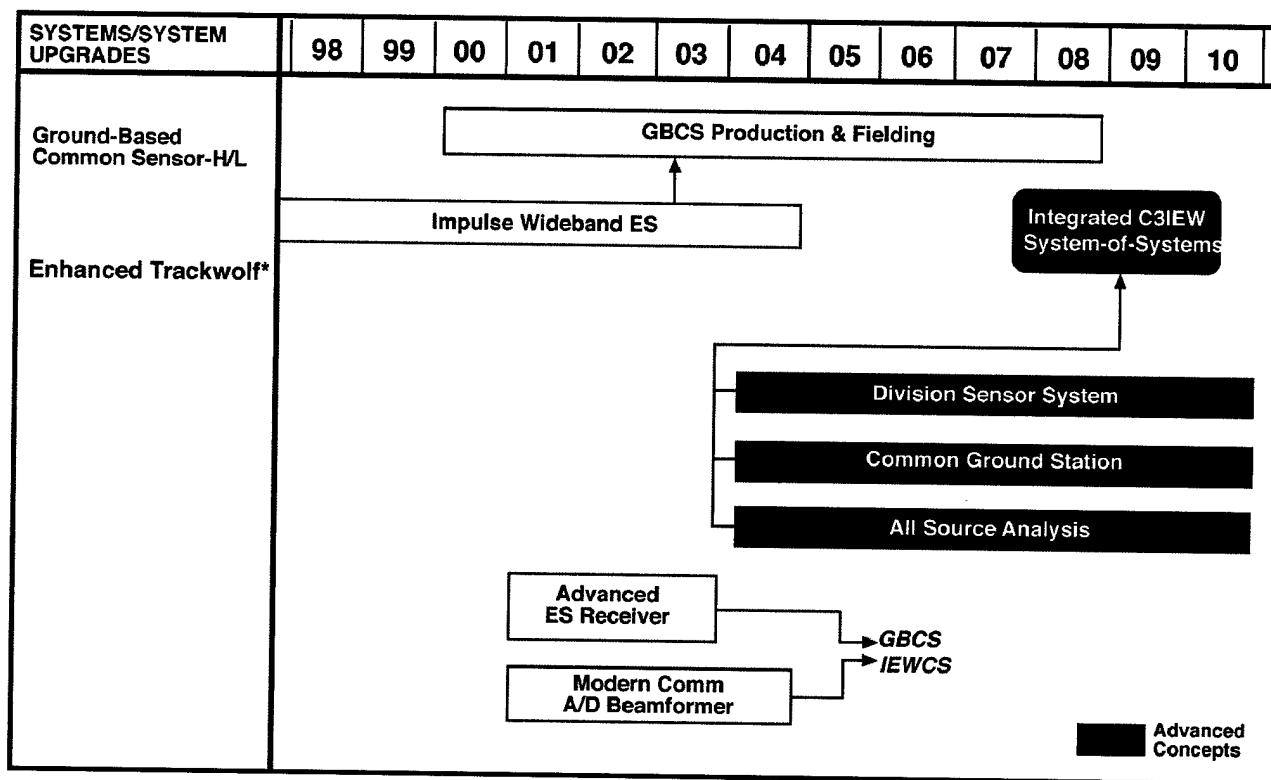 SYSTEMS/SYSTEM
UPGRADES
98 99 00 01 02 03 04 05 06 07 08 09 10
Ground-Based
Common Sensor-H/L
GBCS Production & Fielding
Impulse Wideband ES
Integrated C3IEW
System-of-Systems
Enhanced Trackwolf*
Division Sensor System
Common Ground Station
All Source Analysis
Advanced
ES Receiver
GBCS
IEWCS
Modern Comm
A/D Beamformer
Advanced
Concepts